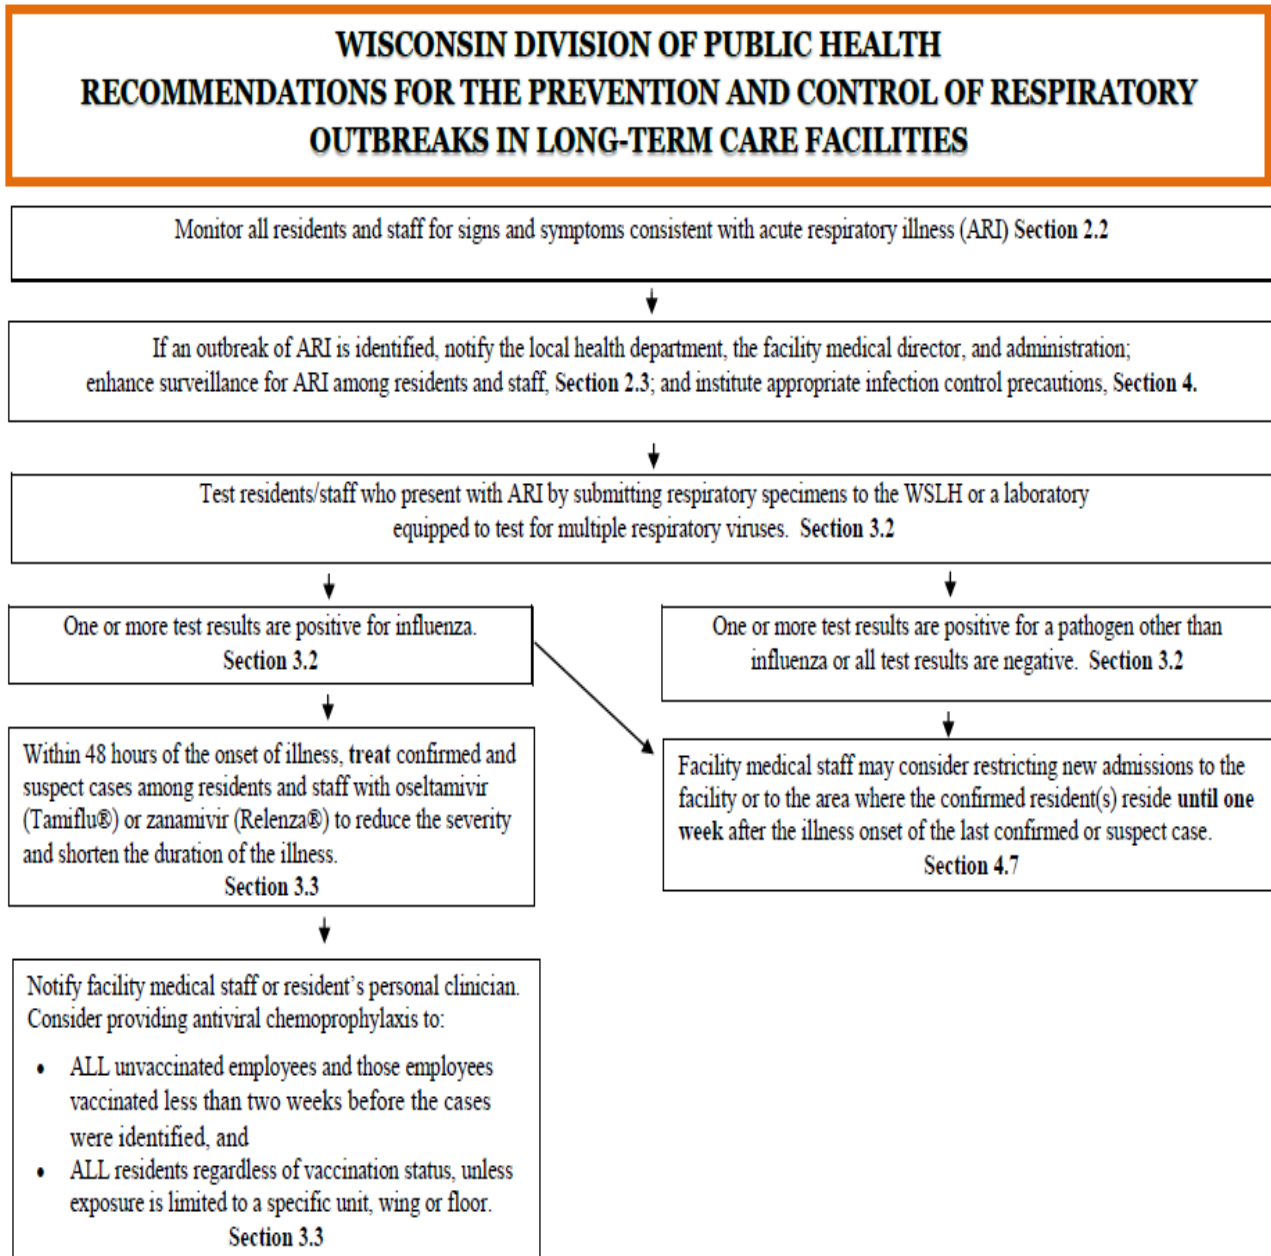 WISCONSIN DIVISION OF PUBLIC HEALTH
RECOMMENDATIONS FOR THE PREVENTION AND CONTROL OF RESPIRATORY
OUTBREAKS IN LONG-TERM CARE FACILITIES
Monitor all residents and staff for signs and symptoms consistent with acute respiratory illness (ARI) Section 2.2
If an outbreak of ARI is identified, notify the local health department, the facility medical director, and administration;
enhance surveillance for ARI among residents and staff, Section 2.3; and institute appropriate infection control precautions, Section 4.
Test residents/staff who present with ARI by submitting respiratory specimens to the WSLH or a laboratory
equipped to test for multiple respiratory viruses. Section 3.2
One or more test results are positive for influenza.
Section 3.2
One or more test results are positive for a pathogen other than
influenza or all test results are negative. Section 3.2
Within 48 hours of the onset of illness, treat confirmed and
suspect cases among residents and staff with oseltamivir
(Tamiflu®) or zanamivir (Relenza®) to reduce the severity
and shorten the duration of the illness.
Section 3.3
Facility medical staff may consider restricting new admissions to the
facility or to the area where the confirmed resident(s) reside until one
week after the illness onset of the last confirmed or suspect case.
Section 4.7
Notify facility medical staff or resident's personal clinician.
Consider providing antiviral chemoprophylaxis to:
• ALL unvaccinated employees and those employees
vaccinated less than two weeks before the cases
were identified, and
• ALL residents regardless of vaccination status, unless
exposure is limited to a specific unit, wing or floor.
Section 3.3